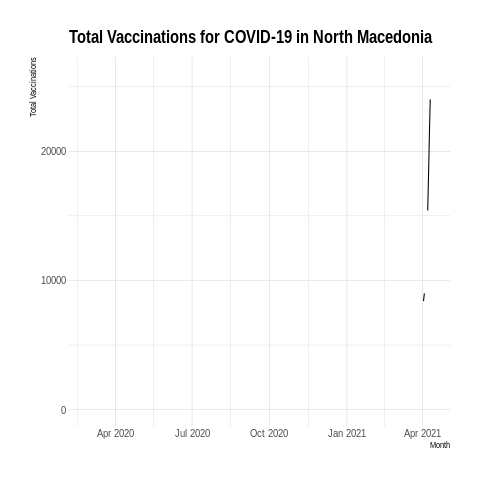 Total Vaccinations for COVID-19 in North Macedonia
Total Vaccinations
20000
10000
0
Apr 2020 Jul 2020 Oct 2020 Jan 2021 Apr 2021
Month